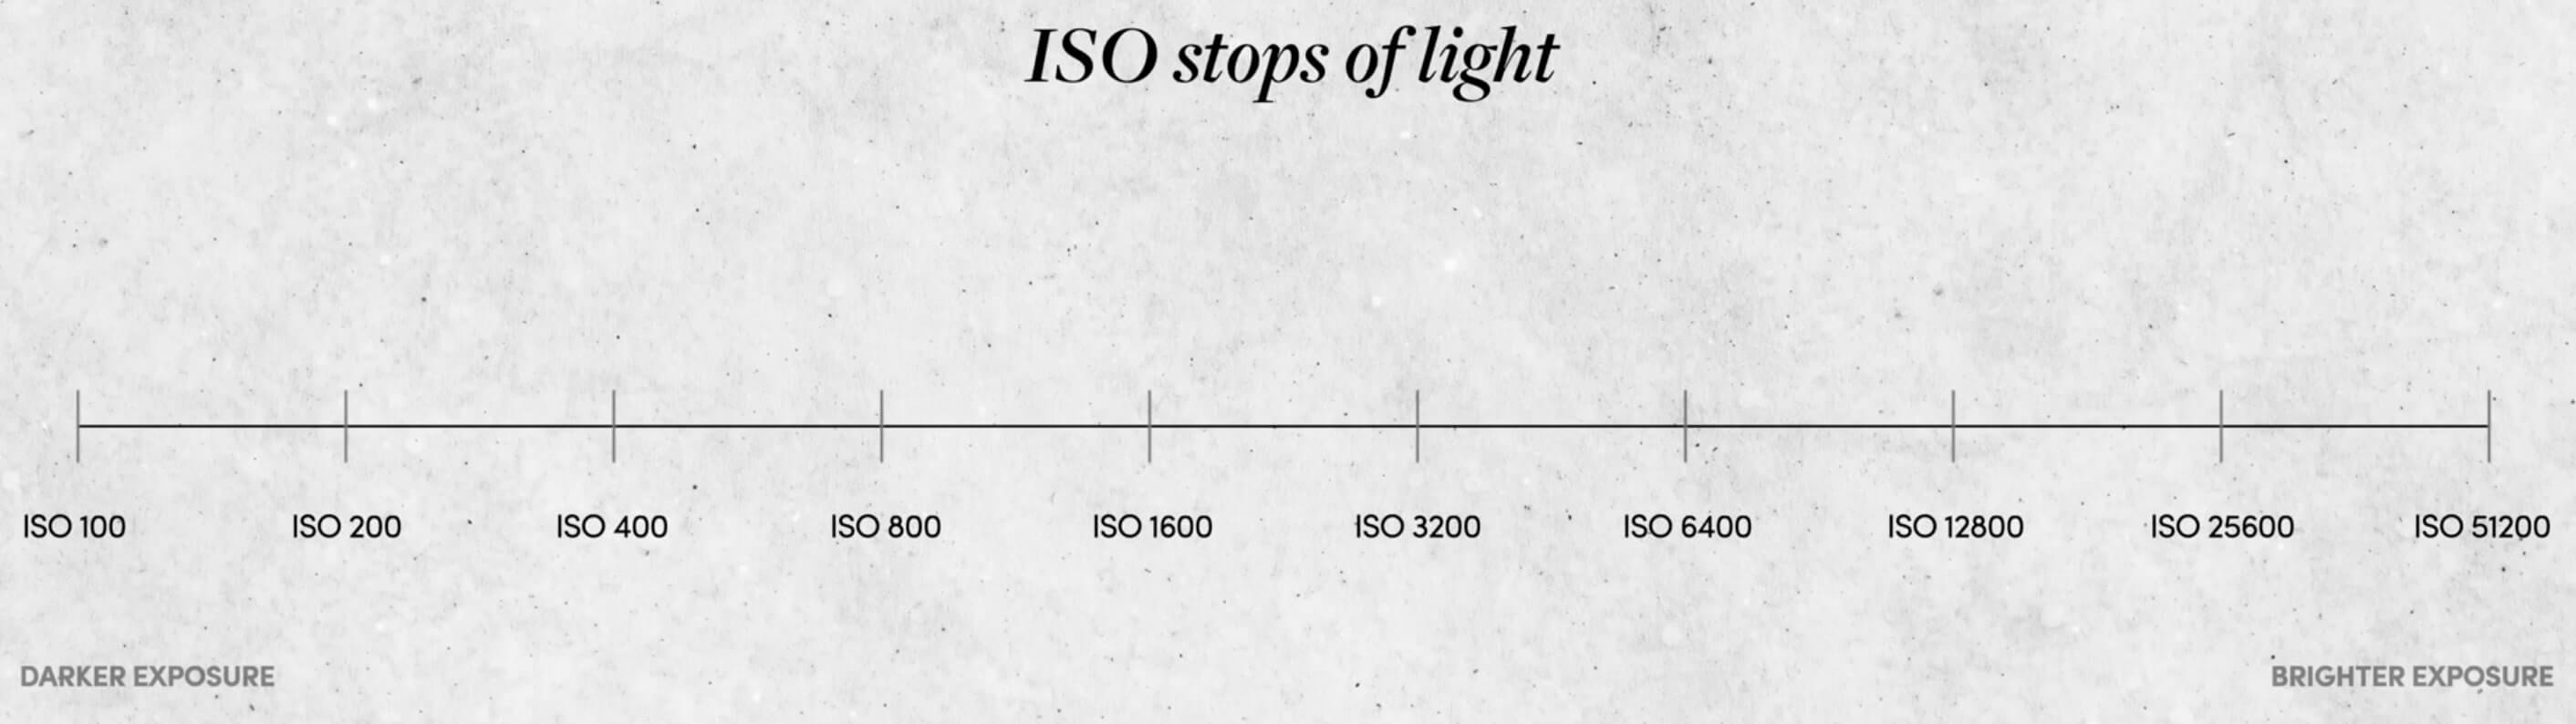 ISO stops of light
ISO 100
ISO 200
ISO 400
ISO 800
ISO 1600
ISO 3200
ISO 6400
ISO 12800
ISO 25600
ISO 51200
DARKER EXPOSURE
BRIGHTER EXPOSURE